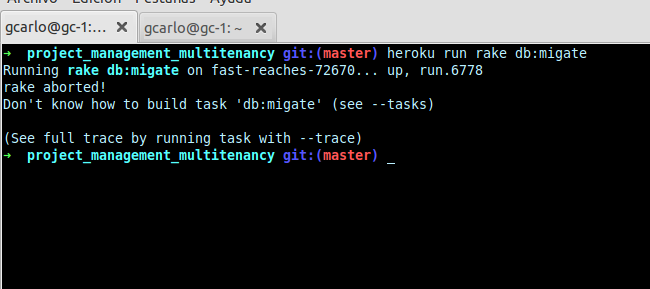 Archivo Edición Pestañas Ayuda
gcarlo@gc-1:... gcarlo@gc-1: ~
➜ project_management_multitenancy git:(master) heroku run rake db:migate
Running rake db:migate on fast-reaches-72670... up, run.6778
rake aborted!
Don't know how to build task 'db:migate' (see --tasks)
(See full trace by running task with --trace)
➜ project_management_multitenancy git:(master) _